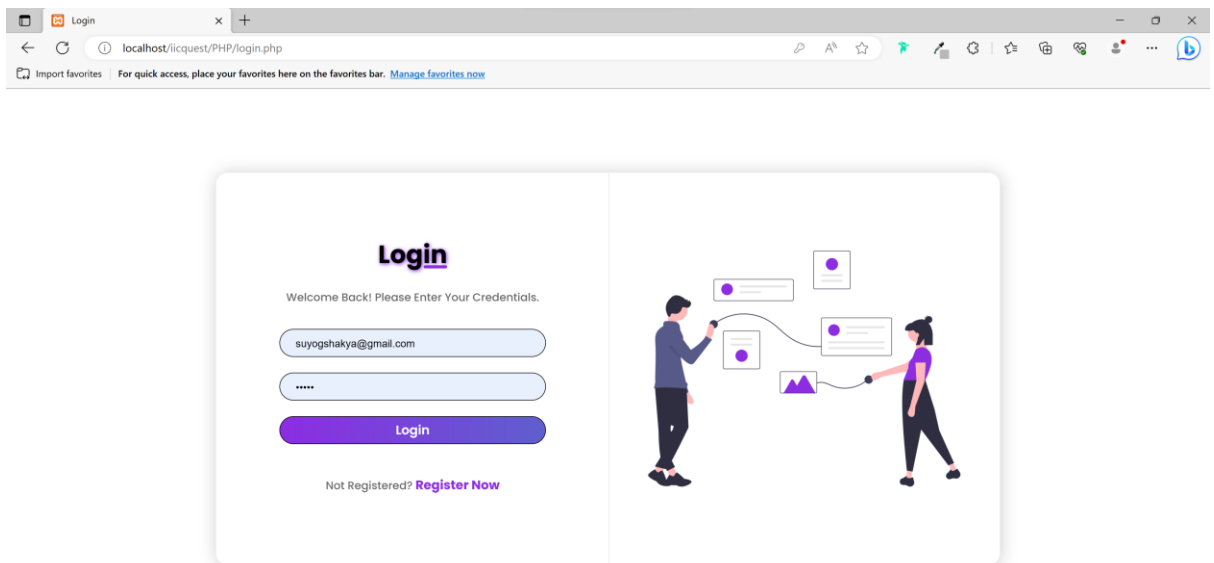 Login
localhost/iicquest/PHP/login.php
Import favorites For quick access, place your favorites here on the favorites bar. Manage favorites now
Login
Welcome Back! Please Enter Your Credentials.
suyogshakya@gmail.com
•••••
Login
Not Registered? Register Now